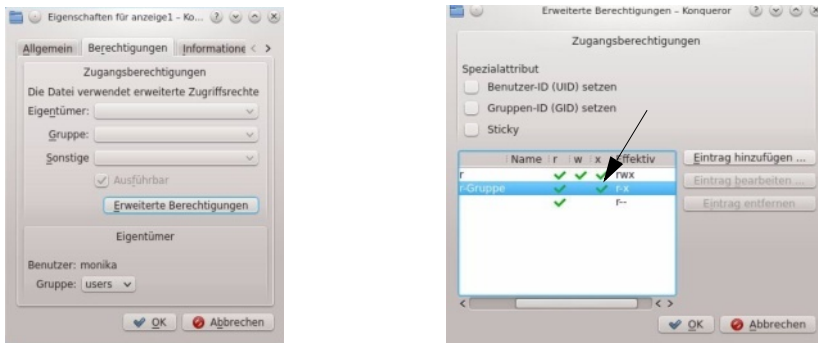 Eigenschaften für anzeige1 – Ko...
Allgemein Berechtigungen Informatione
Zugangsberechtigungen
Die Datei verwendet erweiterte Zugriffsrechte
Eigentümer:
Gruppe:
Sonstige
Ausführbar
Erweiterte Berechtigungen
Eigentümer
Benutzer: monika
Gruppe: users
OK Abbrechen
Erweiterte Berechtigungen – Konqueror
Zugangsberechtigungen
Spezialattribut
Benutzer-ID (UID) setzen
Gruppen-ID (GID) setzen
Sticky
Name r w x Effektiv
r rwx
r-Gruppe r-x
r--
Eintrag hinzufügen ...
Eintrag bearbeiten ...
Eintrag entfernen
OK Abbrechen